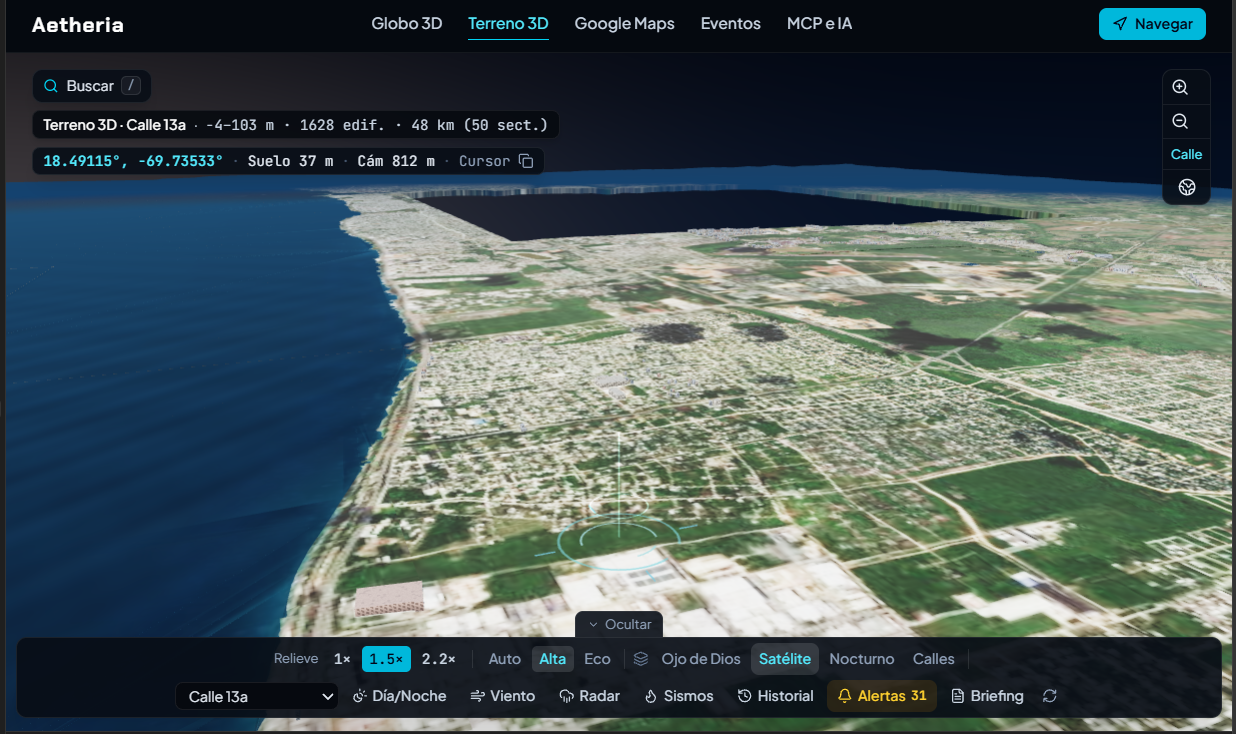 Aetheria
Globo 3D Terreno 3D Google Maps Eventos MCP e IA
Navegar
Buscar /
Terreno 3D · Calle 13a · -4–103 m · 1628 edif. · 48 km (50 sect.)
18.49115°, -69.73533° · Suelo 37 m · Cám 812 m · Cursor
Calle
Ocultar
Relieve 1× 1.5× 2.2× Auto Alta Eco Ojo de Dios Satélite Nocturno Calles
Calle 13a Día/Noche Viento Radar Sismos Historial Alertas 31 Briefing